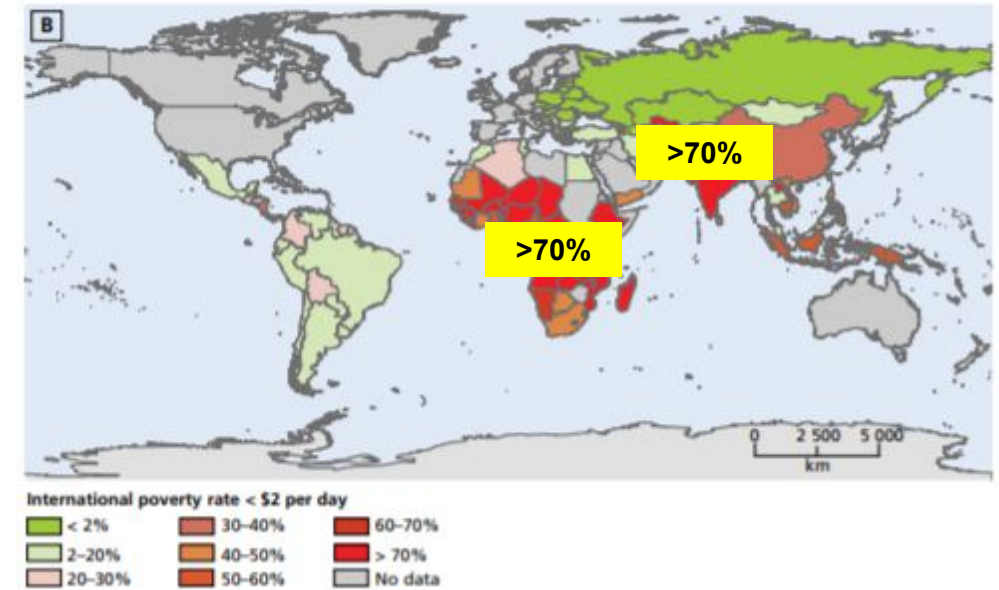 B
>70%
>70%
0 2 500 5 000
km
International poverty rate < $2 per day
< 2% 30–40% 60–70%
2–20% 40–50% > 70%
20–30% 50–60% No data